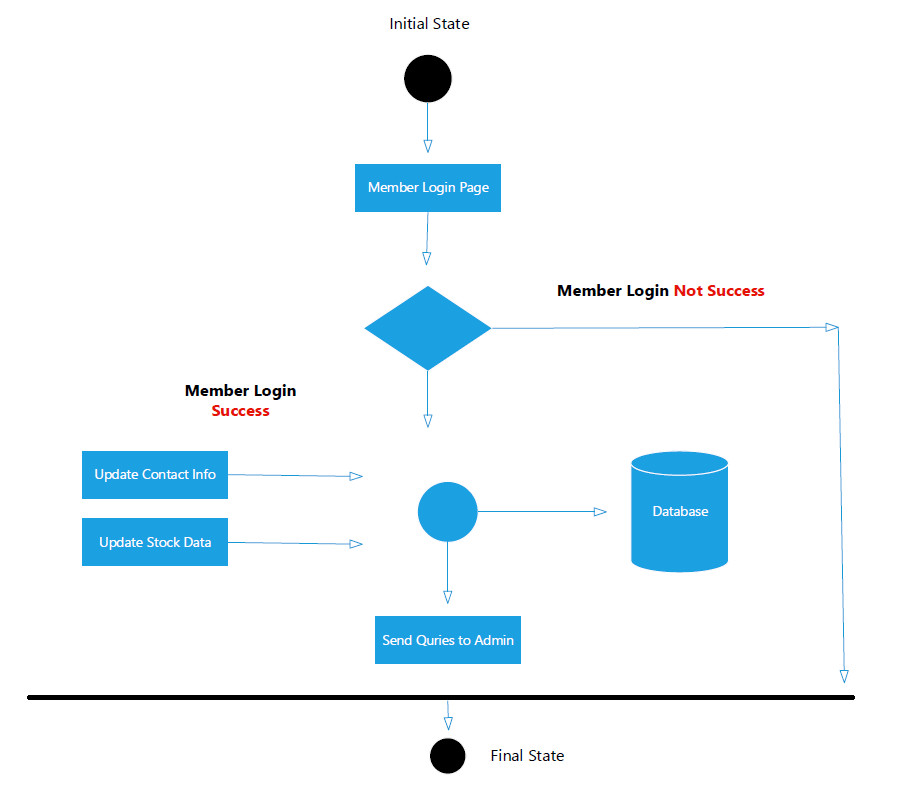 Initial State
Member Login Page
Member Login Not Success
Member Login
Success
Update Contact Info
Database
Update Stock Data
Send Quries to Admin
Final State